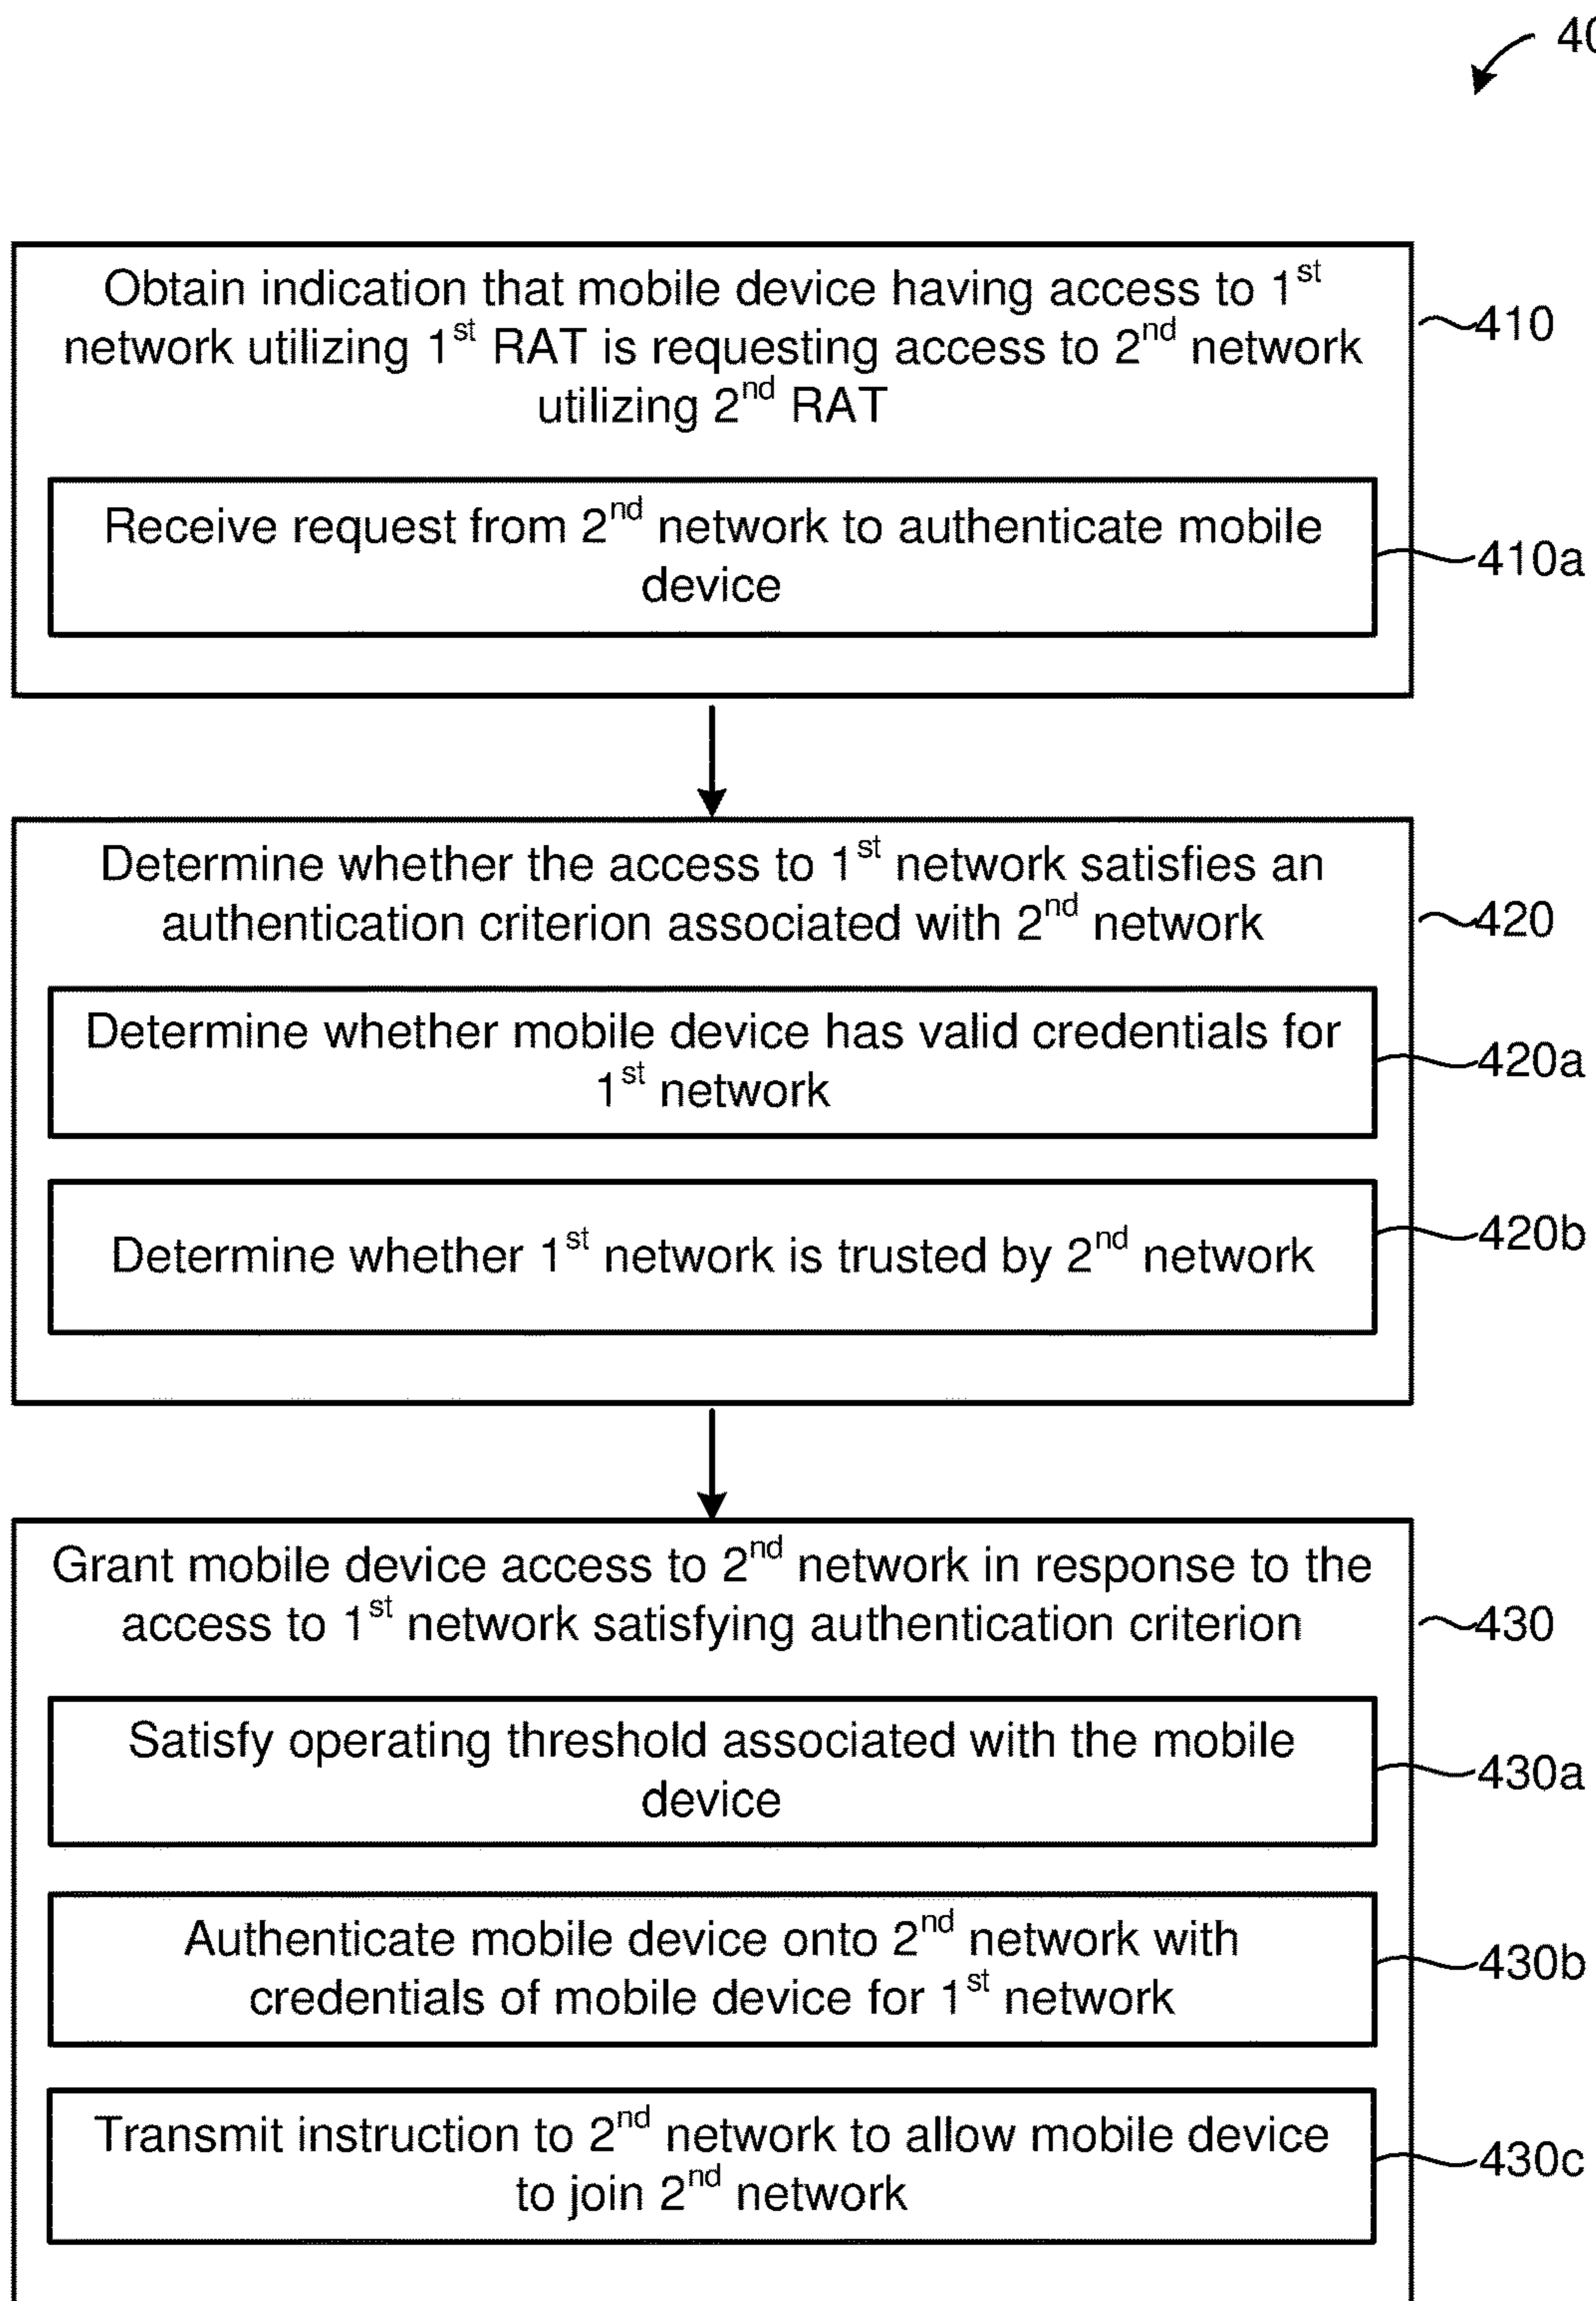 40
Obtain indication that mobile device having access to 1st
network utilizing 1st RAT is requesting access to 2nd network
utilizing 2nd RAT
410
Receive request from 2nd network to authenticate mobile
device
410a
Determine whether the access to 1st network satisfies an
authentication criterion associated with 2nd network
420
Determine whether mobile device has valid credentials for
1st network
420a
Determine whether 1st network is trusted by 2nd network
420b
Grant mobile device access to 2nd network in response to the
access to 1st network satisfying authentication criterion
430
Satisfy operating threshold associated with the mobile
device
430a
Authenticate mobile device onto 2nd network with
credentials of mobile device for 1st network
430b
Transmit instruction to 2nd network to allow mobile device
to join 2nd network
430c